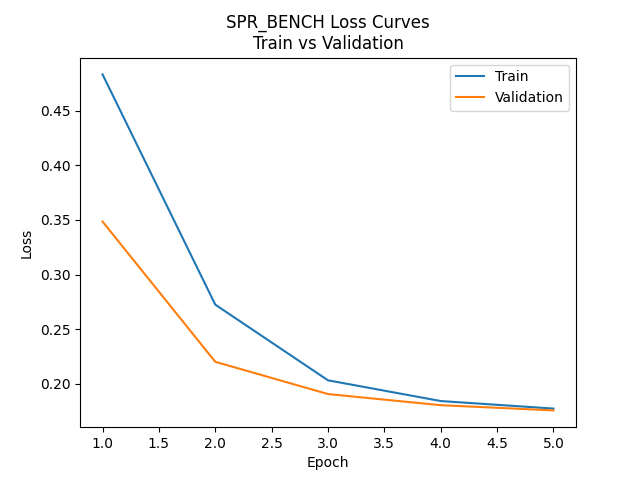 SPR_BENCH Loss Curves
Train vs Validation
Train
Validation
0.45
0.40
0.35
0.30
0.25
0.20
Loss
1.0 1.5 2.0 2.5 3.0 3.5 4.0 4.5 5.0
Epoch